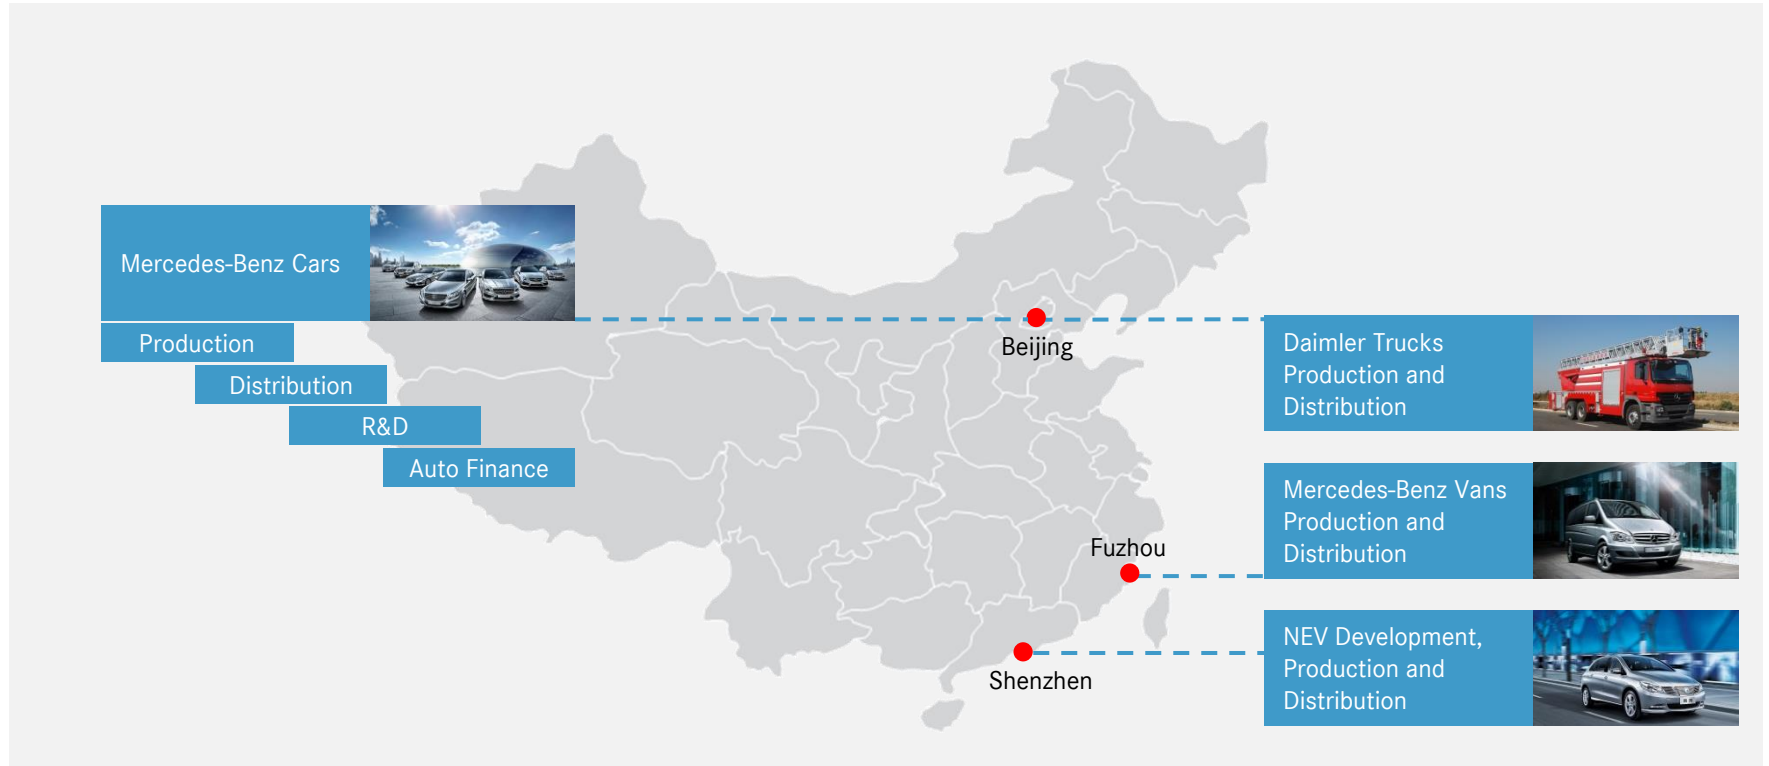 Mercedes-Benz Cars
Production
Distribution
R&D
Auto Finance
Beijing
Fuzhou
Shenzhen
Daimler Trucks
Production and
Distribution
Mercedes-Benz Vans
Production and
Distribution
NEV Development,
Production and
Distribution